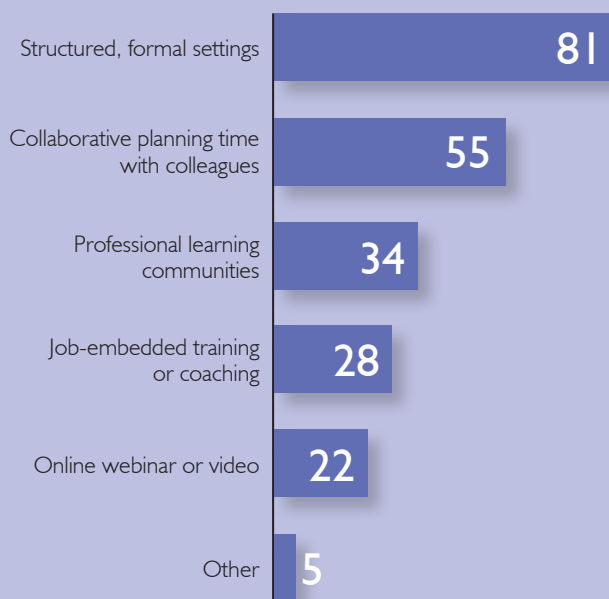 Structured, formal settings
81
Collaborative planning time
with colleagues
55
Professional learning
communities
34
Job-embedded training
or coaching
28
Online webinar or video
22
Other
5